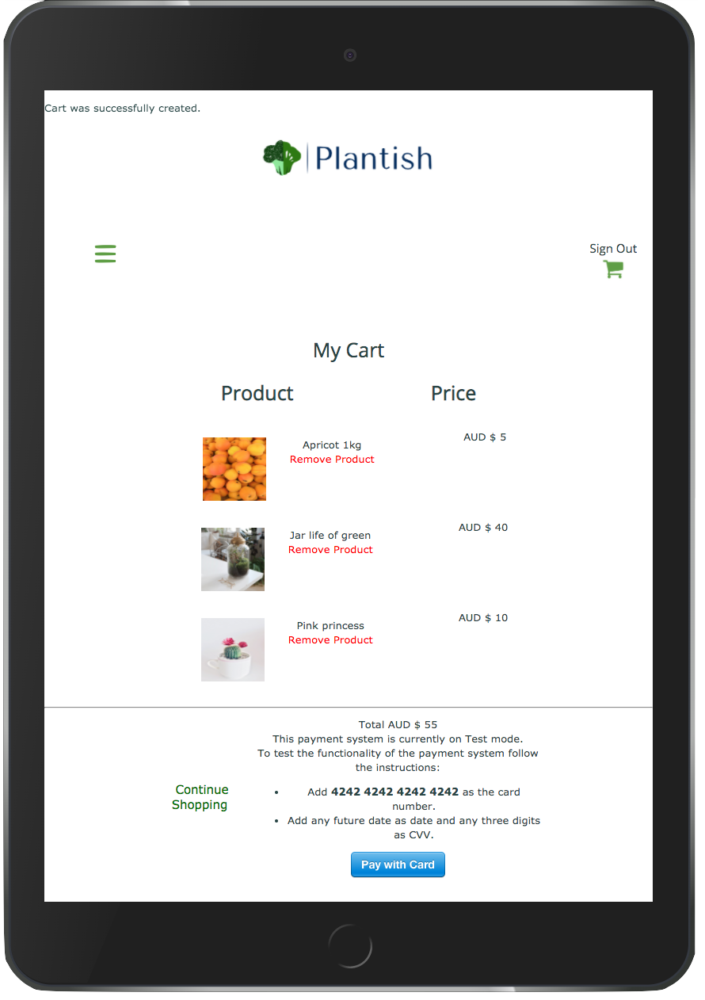 Cart was successfully created.
Plantish
Sign Out
My Cart
Product Price
Apricot 1kg AUD $ 5
Remove Product
Jar life of green AUD $ 40
Remove Product
Pink princess AUD $ 10
Remove Product
Total AUD $ 55
This payment system is currently on Test mode.
To test the functionality of the payment system follow
the instructions:
Continue
Shopping
• Add 4242 4242 4242 4242 as the card
number.
• Add any future date as date and any three digits
as CVV.
Pay with Card